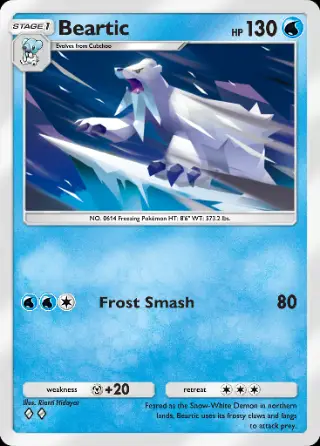 STAGE 1
Beartic
HP 130
Evolves from Cubchoo
NO. 0614 Freezing Pokémon HT: 8'6" WT: 573.2 lbs.
Frost Smash 80
weakness +20 retreat
Illus. Rianti Hidayat
Feared as the Snow-White Demon in northern
lands, Beartic uses its frosty claws and fangs
to attack prey.